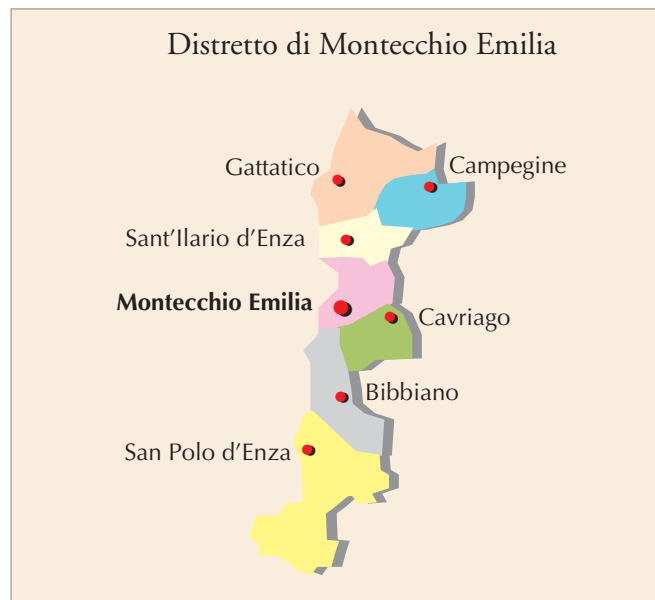 Distretto di Montecchio Emilia
Gattatico
Campegine
Sant'Ilario d'Enza
Montecchio Emilia
Cavriago
Bibbiano
San Polo d'Enza